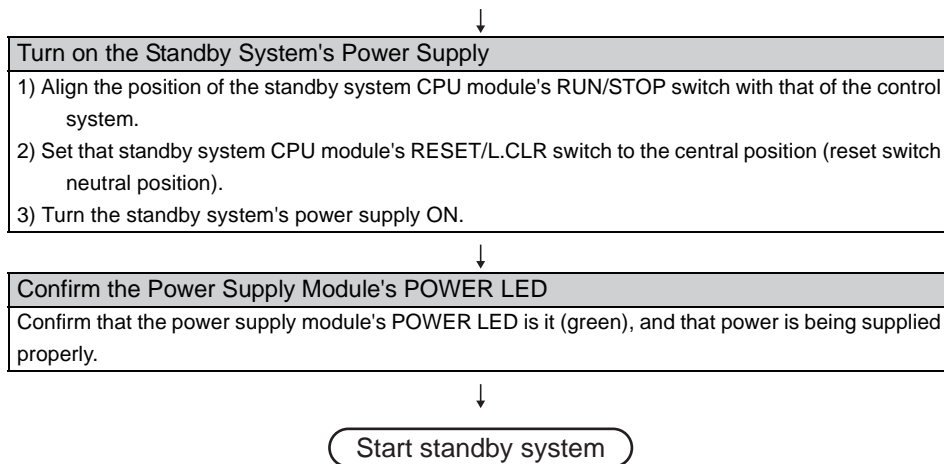 Turn on the Standby System's Power Supply
1) Align the position of the standby system CPU module's RUN/STOP switch with that of the control
system.
2) Set that standby system CPU module's RESET/L.CLR switch to the central position (reset switch
neutral position).
3) Turn the standby system's power supply ON.
Confirm the Power Supply Module's POWER LED
Confirm that the power supply module's POWER LED is it (green), and that power is being supplied
properly.
Start standby system